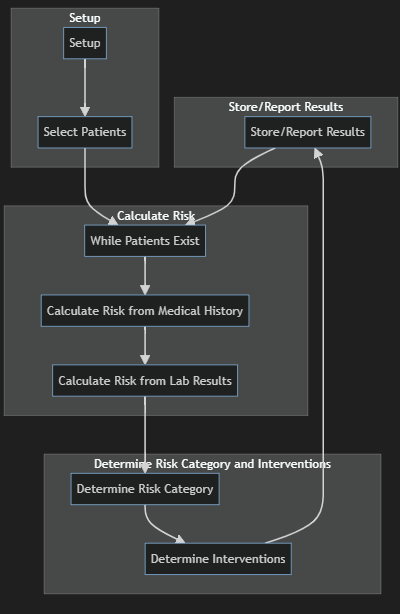 Setup
Setup
Select Patients
Store/Report Results
Store/Report Results
Calculate Risk
While Patients Exist
Calculate Risk from Medical History
Calculate Risk from Lab Results
Determine Risk Category and Interventions
Determine Risk Category
Determine Interventions